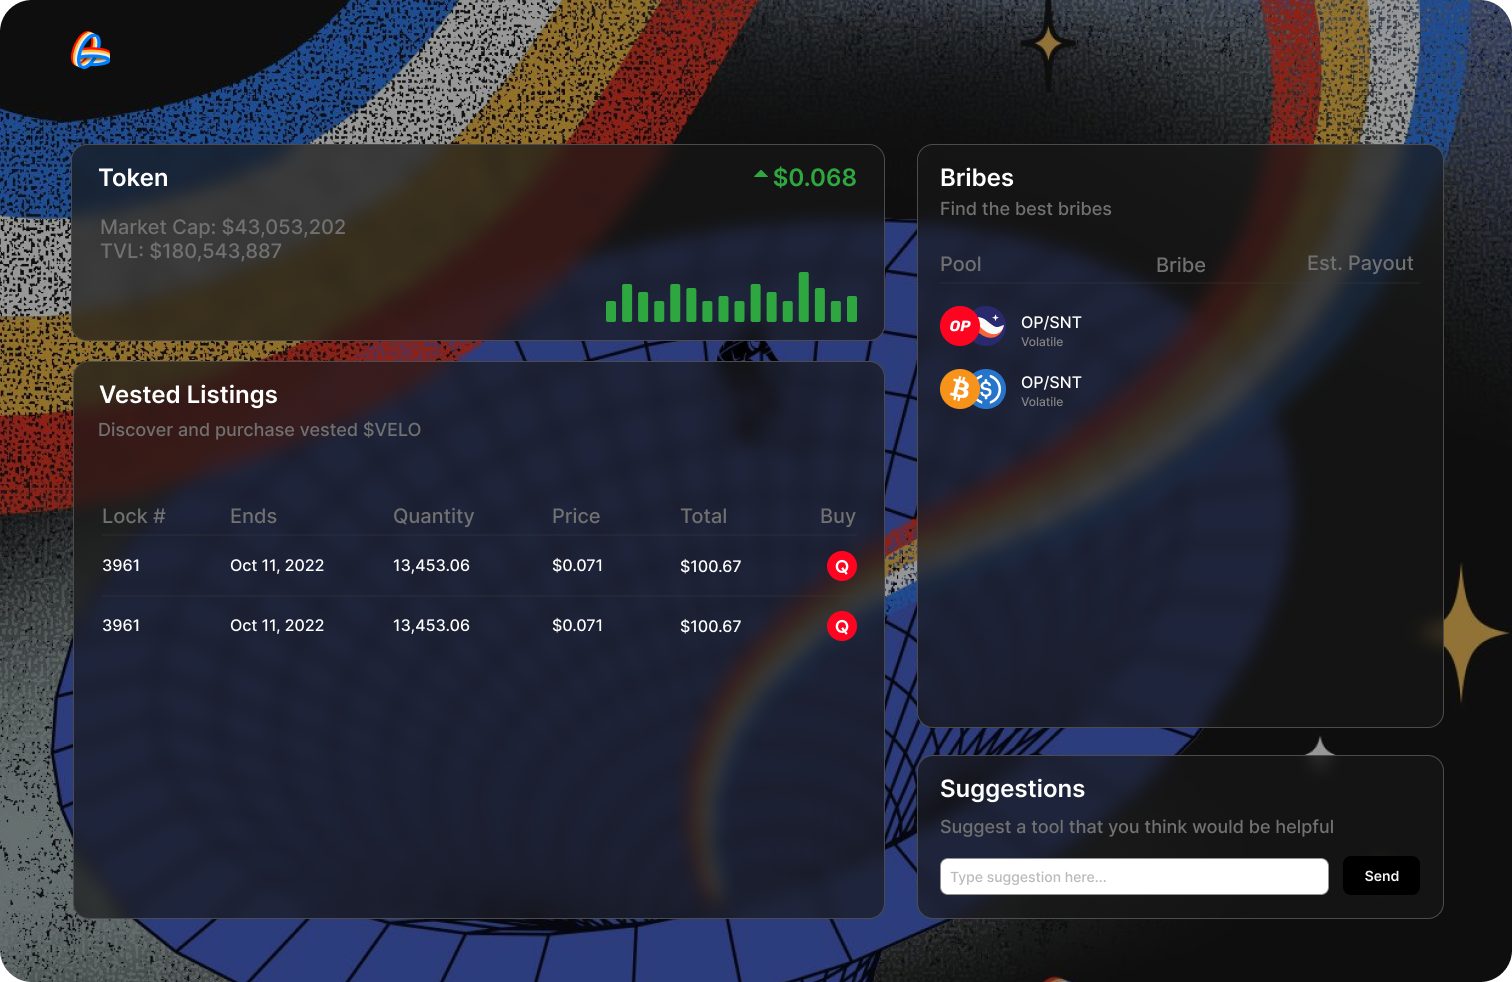 Token
$0.068
Market Cap: $43,053,202
TVL: $180,543,887
Vested Listings
Discover and purchase vested $VELO
Lock # Ends Quantity Price Total Buy
3961 Oct 11, 2022 13,453.06 $0.071 $100.67 Q
3961 Oct 11, 2022 13,453.06 $0.071 $100.67 Q
Bribes
Find the best bribes
Pool Bribe Est. Payout
OP OP/SNT
Volatile
OP/SNT
Volatile
Suggestions
Suggest a tool that you think would be helpful
Type suggestion here... Send